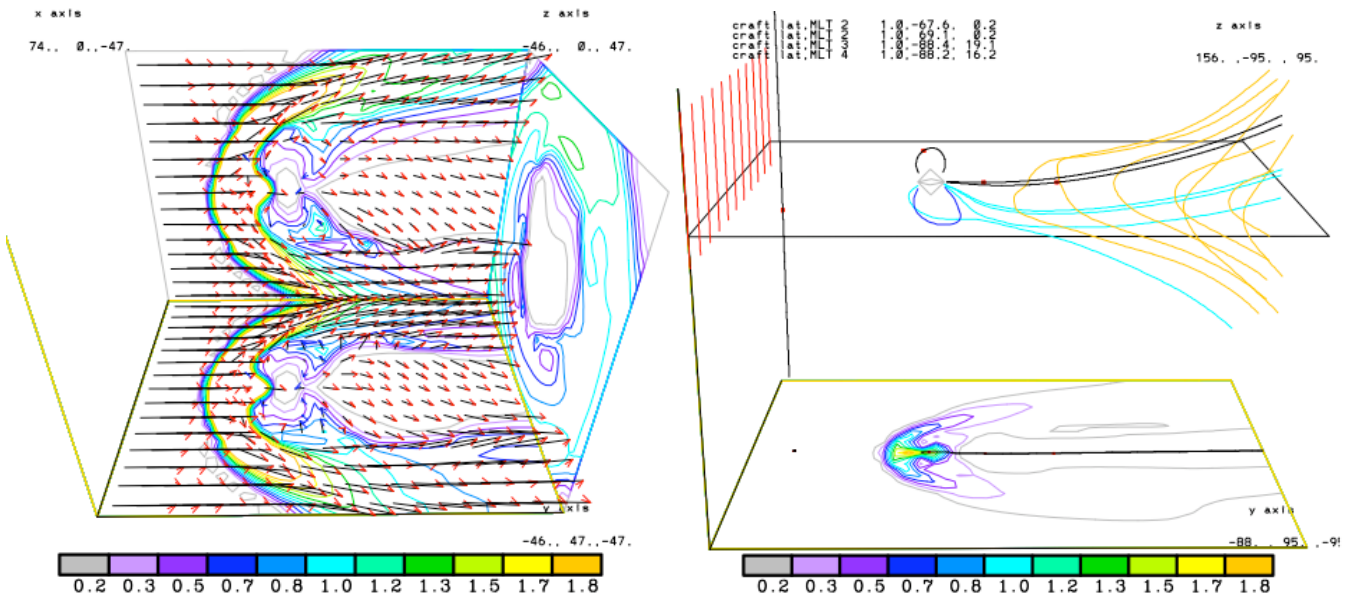 x axis
z axis
74., 0.,-47.
-46., 0., 47.
y axis
-46., 47.,-47.
0.2 0.3 0.5 0.7 0.8 1.0 1.2 1.3 1.5 1.7 1.8
craft lat,MLT 2 1.0,-67.6, 0.2
craft lat,MLT 2 1.0, 69.1, 0.2
craft lat,MLT 3 1.0,-88.4, 19.1
craft lat,MLT 4 1.0,-88.2, 16.2
z axis
156. ,-95. , 95.
y axis
-88. , 95. ,-95
0.2 0.3 0.5 0.7 0.8 1.0 1.2 1.3 1.5 1.7 1.8